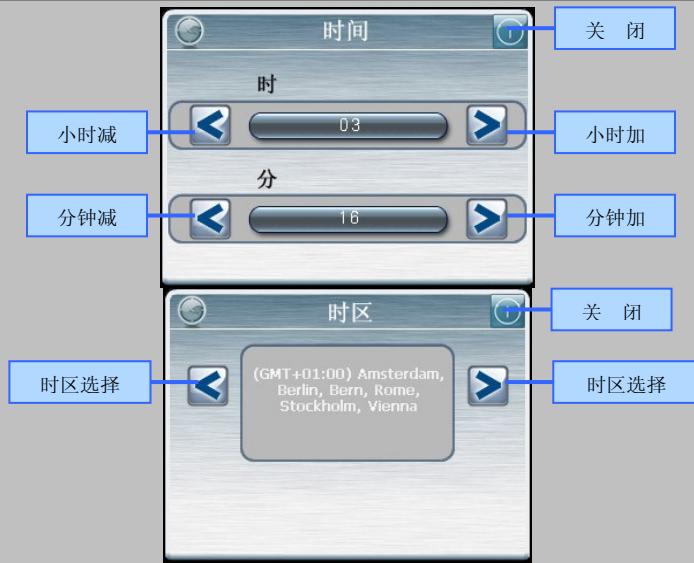 时间
关 闭
时
小时减
03
小时加
分
分钟减
16
分钟加
时区
关 闭
时区选择
(GMT+01:00) Amsterdam,
Berlin, Bern, Rome,
Stockholm, Vienna
时区选择